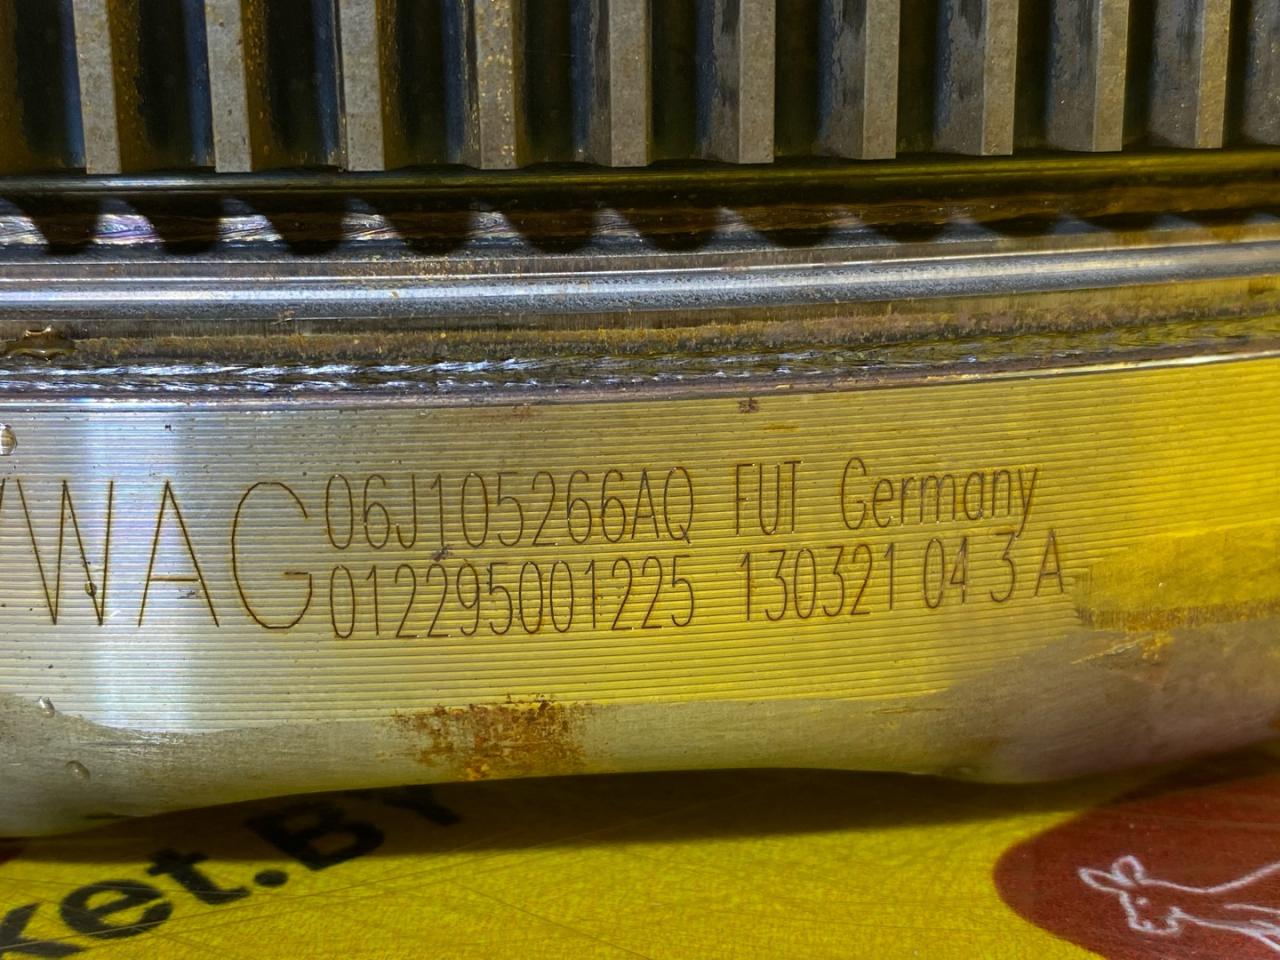 VWAG 06J105266AQ FUT Germany
012295001225 130321 04 3 A
ket.BY